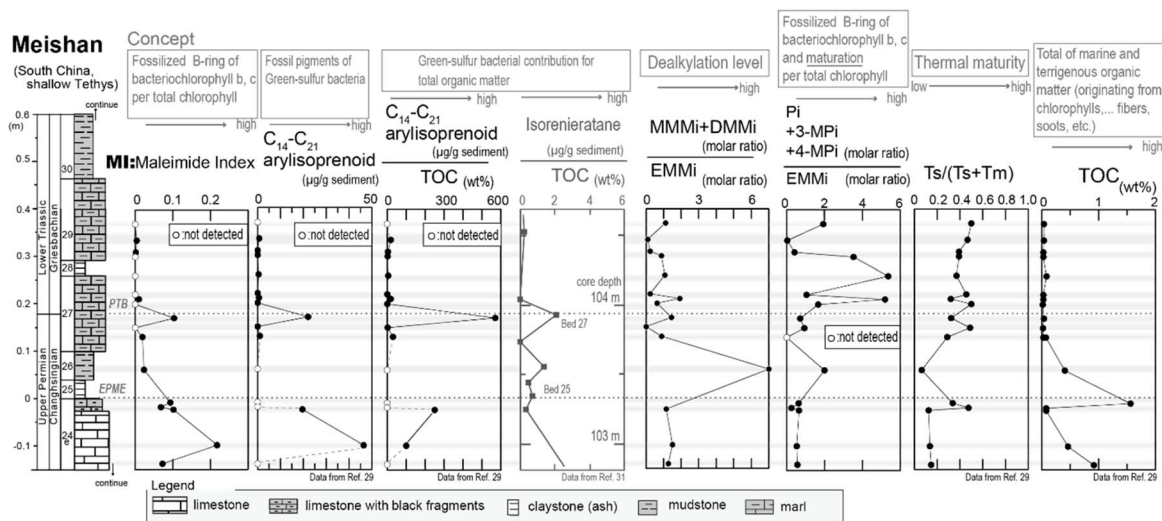 Meishan
(South China,
shallow Tethys)
continue
(m)
0.6
0.5
0.4
0.3
0.2
0.1
0
-0.1
Lower Triassic
Griesbachian
Upper Permian
Changhsingian
30
29
28
27
26
25
24
e
PTB
EPME
continue
Concept
Fossilized B-ring of
bacteriochlorophyll b, c
per total chlorophyll
high
MI:Maleimide Index
0 0.1 0.2
Fossil pigments of
Green-sulfur bacteria
high
C14-C21
arylisoprenoid
(µg/g sediment)
0 50
○:not detected
Data from Ref. 29
Green-sulfur bacterial contribution for
total organic matter
high
C14-C21
arylisoprenoid
(µg/g sediment)
TOC (wt%)
0 200 400 600
○:not detected
Data from Ref. 29
high
Isorenieratane
(µg/g sediment)
TOC (wt%)
0 2 4 6
core depth
104 m
Bed 27
Bed 25
103 m
Data from Ref. 31
Dealkylation level
high
MMMi+DMMi
(molar ratio)
EMMi (molar ratio)
0 1 2 3 4 5 6 7
Fossilized B-ring of
bacteriochlorophyll b, c
and maturation
per total chlorophyll
high
Pi
+3-MPi
+4-MPi (molar ratio)
EMMi (molar ratio)
0 2 4 6
○:not detected
Thermal maturity
low high
Ts/(Ts+Tm)
0 0.2 0.4 0.6 0.8 1.0
Data from Ref. 29
Total of marine and
terrigenous organic
matter (originating from
chlorophylls,... fibers,
soots, etc.)
high
TOC(wt%)
0 1 2
Data from Ref. 29
Legend
limestone
limestone with black fragments
claystone (ash)
mudstone
marl